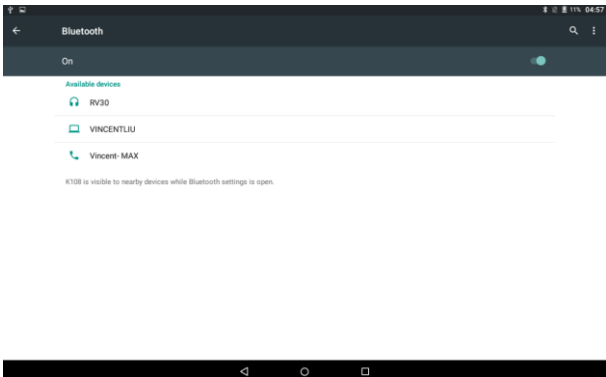 11% 04:57
Bluetooth
On
Available devices
RV30
VINCENTLIU
Vincent- MAX
K108 is visible to nearby devices while Bluetooth settings is open.